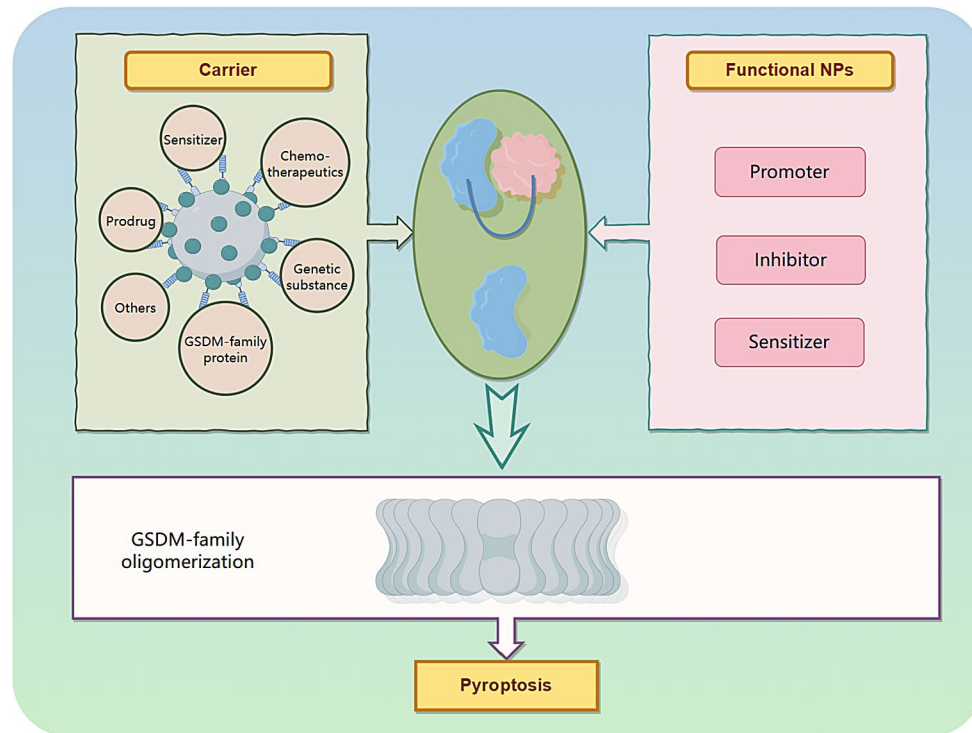 Carrier
Sensitizer
Chemo-
therapeutics
Prodrug
Genetic
substance
Others
GSDM-family
protein
Functional NPs
Promoter
Inhibitor
Sensitizer
GSDM-family
oligomerization
Pyroptosis